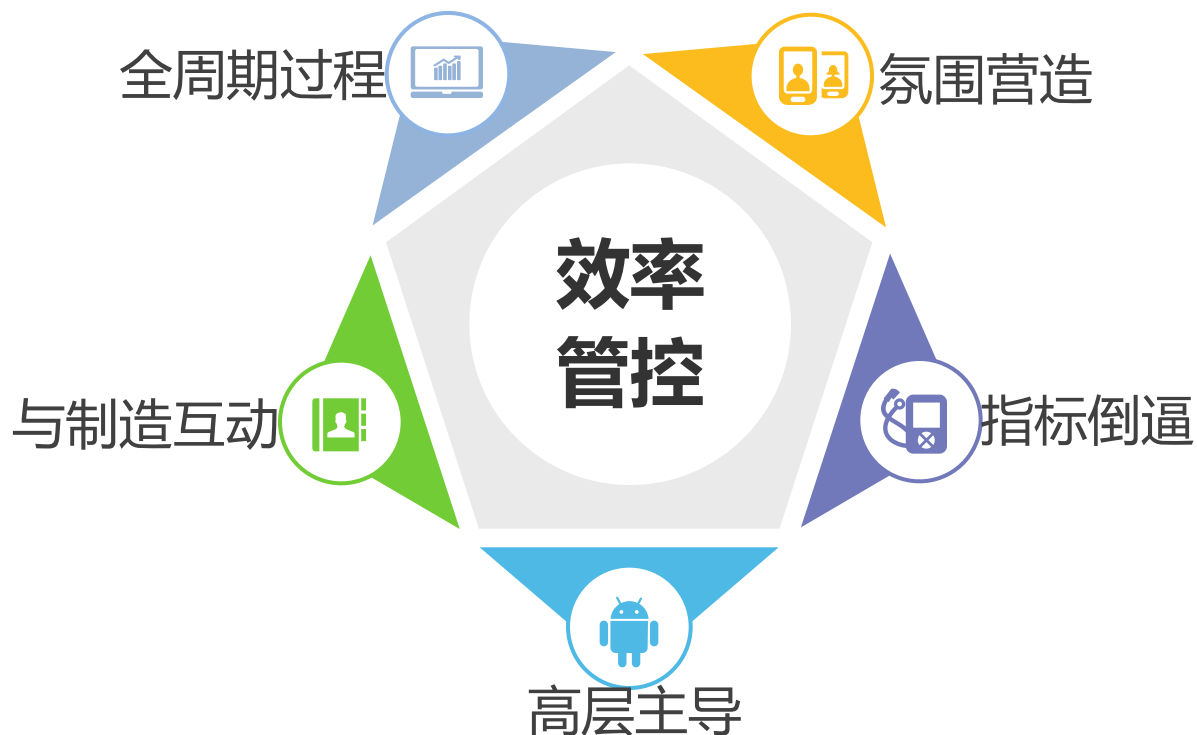 全周期过程
氛围营造
效率
管控
与制造互动
指标倒逼
高层主导